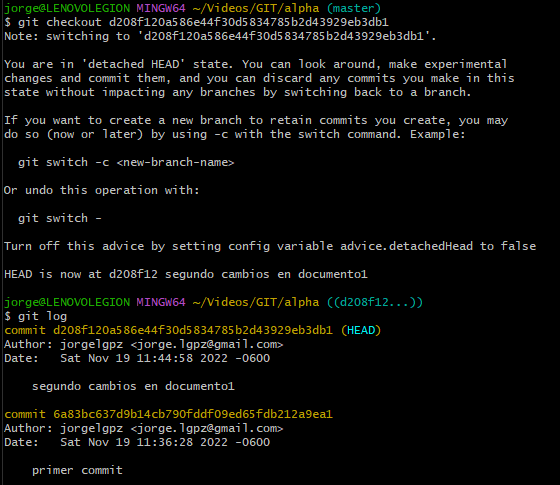 jorge@LENOVOLEGION MINGW64 ~/Videos/GIT/alpha (master)
$ git checkout d208f120a586e44f30d5834785b2d43929eb3db1
Note: switching to 'd208f120a586e44f30d5834785b2d43929eb3db1'.
You are in 'detached HEAD' state. You can look around, make experimental
changes and commit them, and you can discard any commits you make in this
state without impacting any branches by switching back to a branch.
If you want to create a new branch to retain commits you create, you may
do so (now or later) by using -c with the switch command. Example:
git switch -c <new-branch-name>
Or undo this operation with:
git switch -
Turn off this advice by setting config variable advice.detachedHead to false
HEAD is now at d208f12 segundo cambios en documento1
jorge@LENOVOLEGION MINGW64 ~/Videos/GIT/alpha ((d208f12...))
$ git log
commit d208f120a586e44f30d5834785b2d43929eb3db1 (HEAD)
Author: jorgelgpz <jorge.lgpz@gmail.com>
Date:   Sat Nov 19 11:44:58 2022 -0600
segundo cambios en documento1
commit 6a83bc637d9b14cb790fddf09ed65fdb212a9ea1
Author: jorgelgpz <jorge.lgpz@gmail.com>
Date:   Sat Nov 19 11:36:28 2022 -0600
primer commit